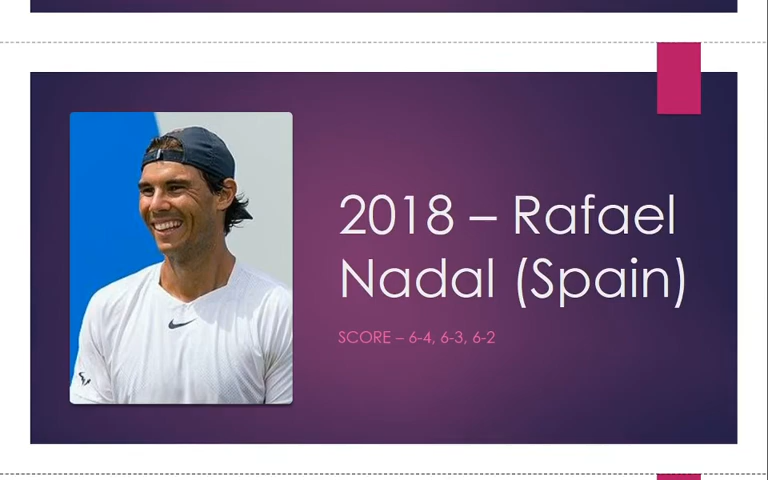 2018 – Rafael
Nadal (Spain)
SCORE – 6-4, 6-3, 6-2